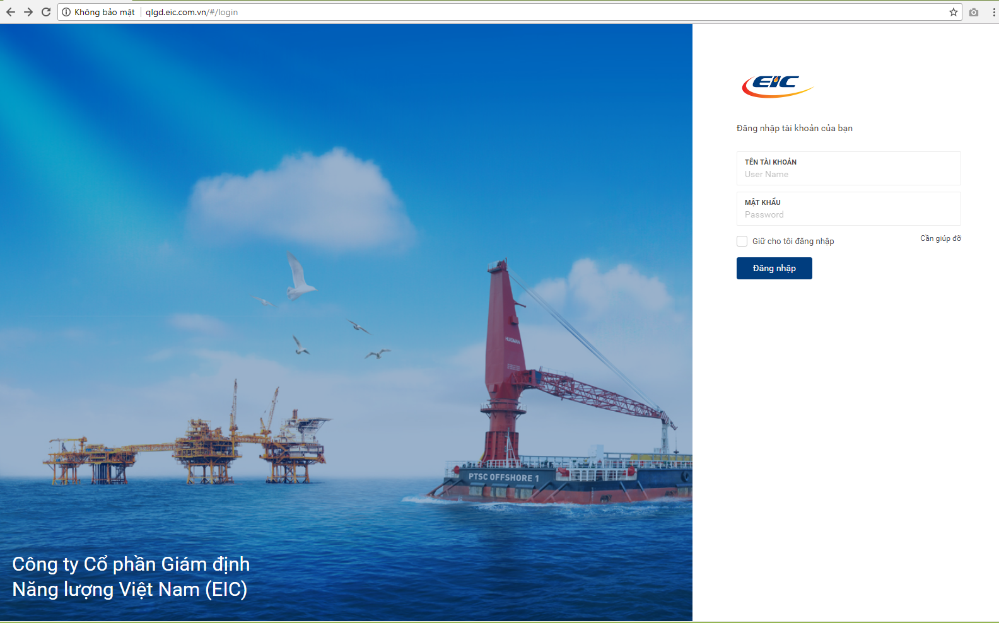 Không bảo mật
qlgd.eic.com.vn/#/login
EIC
Đăng nhập tài khoản của bạn
TÊN TÀI KHOẢN
User Name
MẬT KHẨU
Password
Giữ cho tôi đăng nhập
Cần giúp đỡ
Đăng nhập
HUISMAN
PTSC OFFSHORE 1
Công ty Cổ phần Giám định
Năng lượng Việt Nam (EIC)